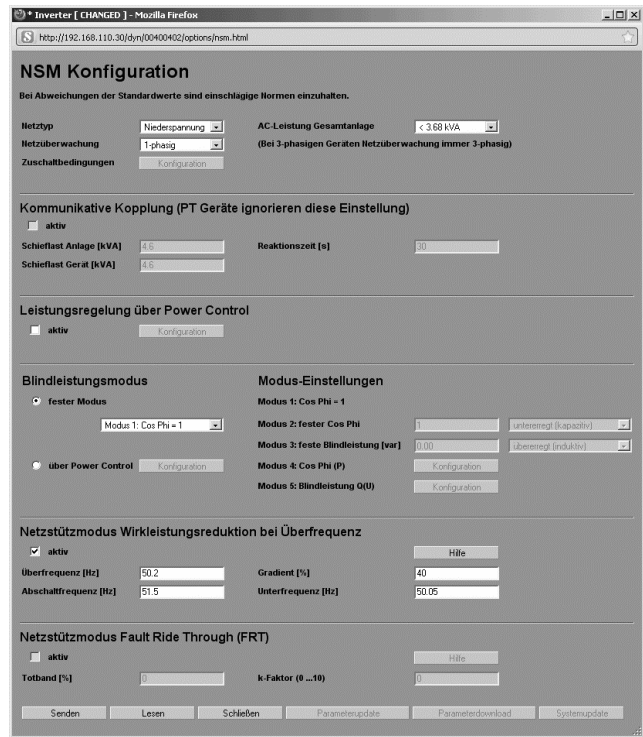 * Inverter [ CHANGED ] - Mozilla Firefox
http://192.168.110.30/dyn/00400402/options/nsm.html
NSM Konfiguration
Bei Abweichungen der Standardwerte sind einschlägige Normen einzuhalten.
Netztyp Niederspannung AC-Leistung Gesamtanlage < 3.68 kVA
Netzüberwachung 1-phasig (Bei 3-phasigen Geräten Netzüberwachung immer 3-phasig)
Zuschaltbedingungen Konfiguration
Kommunikative Kopplung (PT Geräte ignorieren diese Einstellung)
aktiv
Schieflast Anlage [kVA] 4.6 Reaktionszeit [s] 30
Schieflast Gerät [kVA] 4.6
Leistungsregelung über Power Control
aktiv Konfiguration
Blindleistungsmodus Modus-Einstellungen
fester Modus Modus 1: Cos Phi = 1
Modus 1: Cos Phi = 1 Modus 2: fester Cos Phi 1 untererregt (kapazitiv)
Modus 3: feste Blindleistung [var] 0.00 übererregt (induktiv)
über Power Control Konfiguration Modus 4: Cos Phi (P) Konfiguration
Modus 5: Blindleistung Q(U) Konfiguration
Netzstützmodus Wirkleistungsreduktion bei Überfrequenz
aktiv Hilfe
Überfrequenz [Hz] 50.2 Gradient [%] 40
Abschaltfrequenz [Hz] 51.5 Unterfrequenz [Hz] 50.05
Netzstützmodus Fault Ride Through (FRT)
aktiv Hilfe
Totband [%] 0 k-Faktor (0 ...10) 0
Senden Lesen Schließen Parameterupdate Parameterdownload Systemupdate